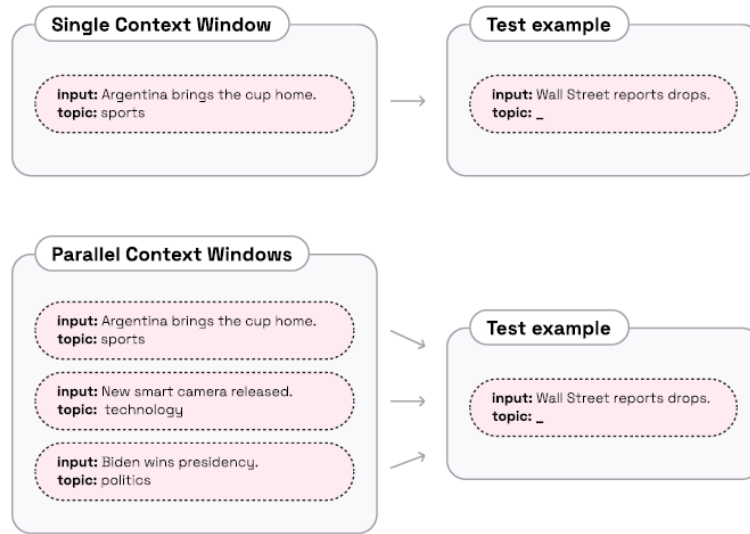 Single Context Window
input: Argentina brings the cup home.
topic: sports
Test example
input: Wall Street reports drops.
topic: _
Parallel Context Windows
input: Argentina brings the cup home.
topic: sports
input: New smart camera released.
topic: technology
input: Biden wins presidency.
topic: politics
Test example
input: Wall Street reports drops.
topic: _